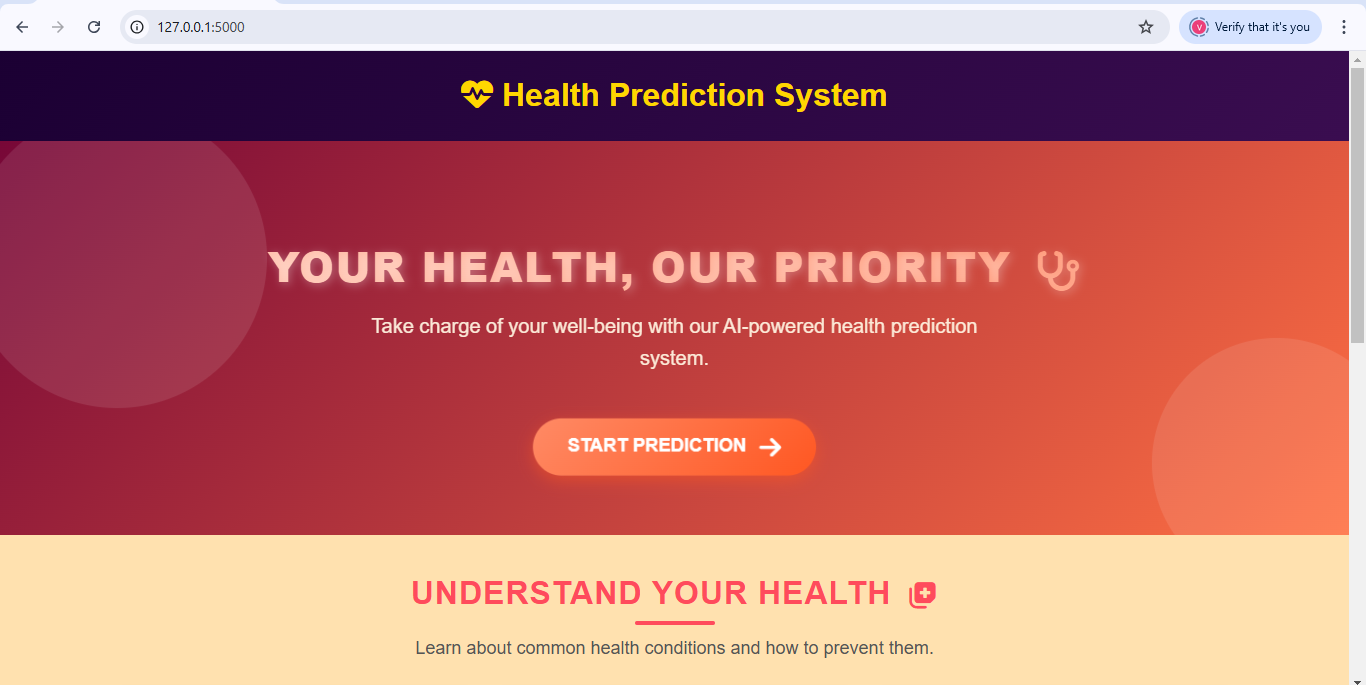 127.0.0.1:5000
V
Verify that it's you
Health Prediction System
YOUR HEALTH, OUR PRIORITY
Take charge of your well-being with our AI-powered health prediction
system.
START PREDICTION
UNDERSTAND YOUR HEALTH
Learn about common health conditions and how to prevent them.